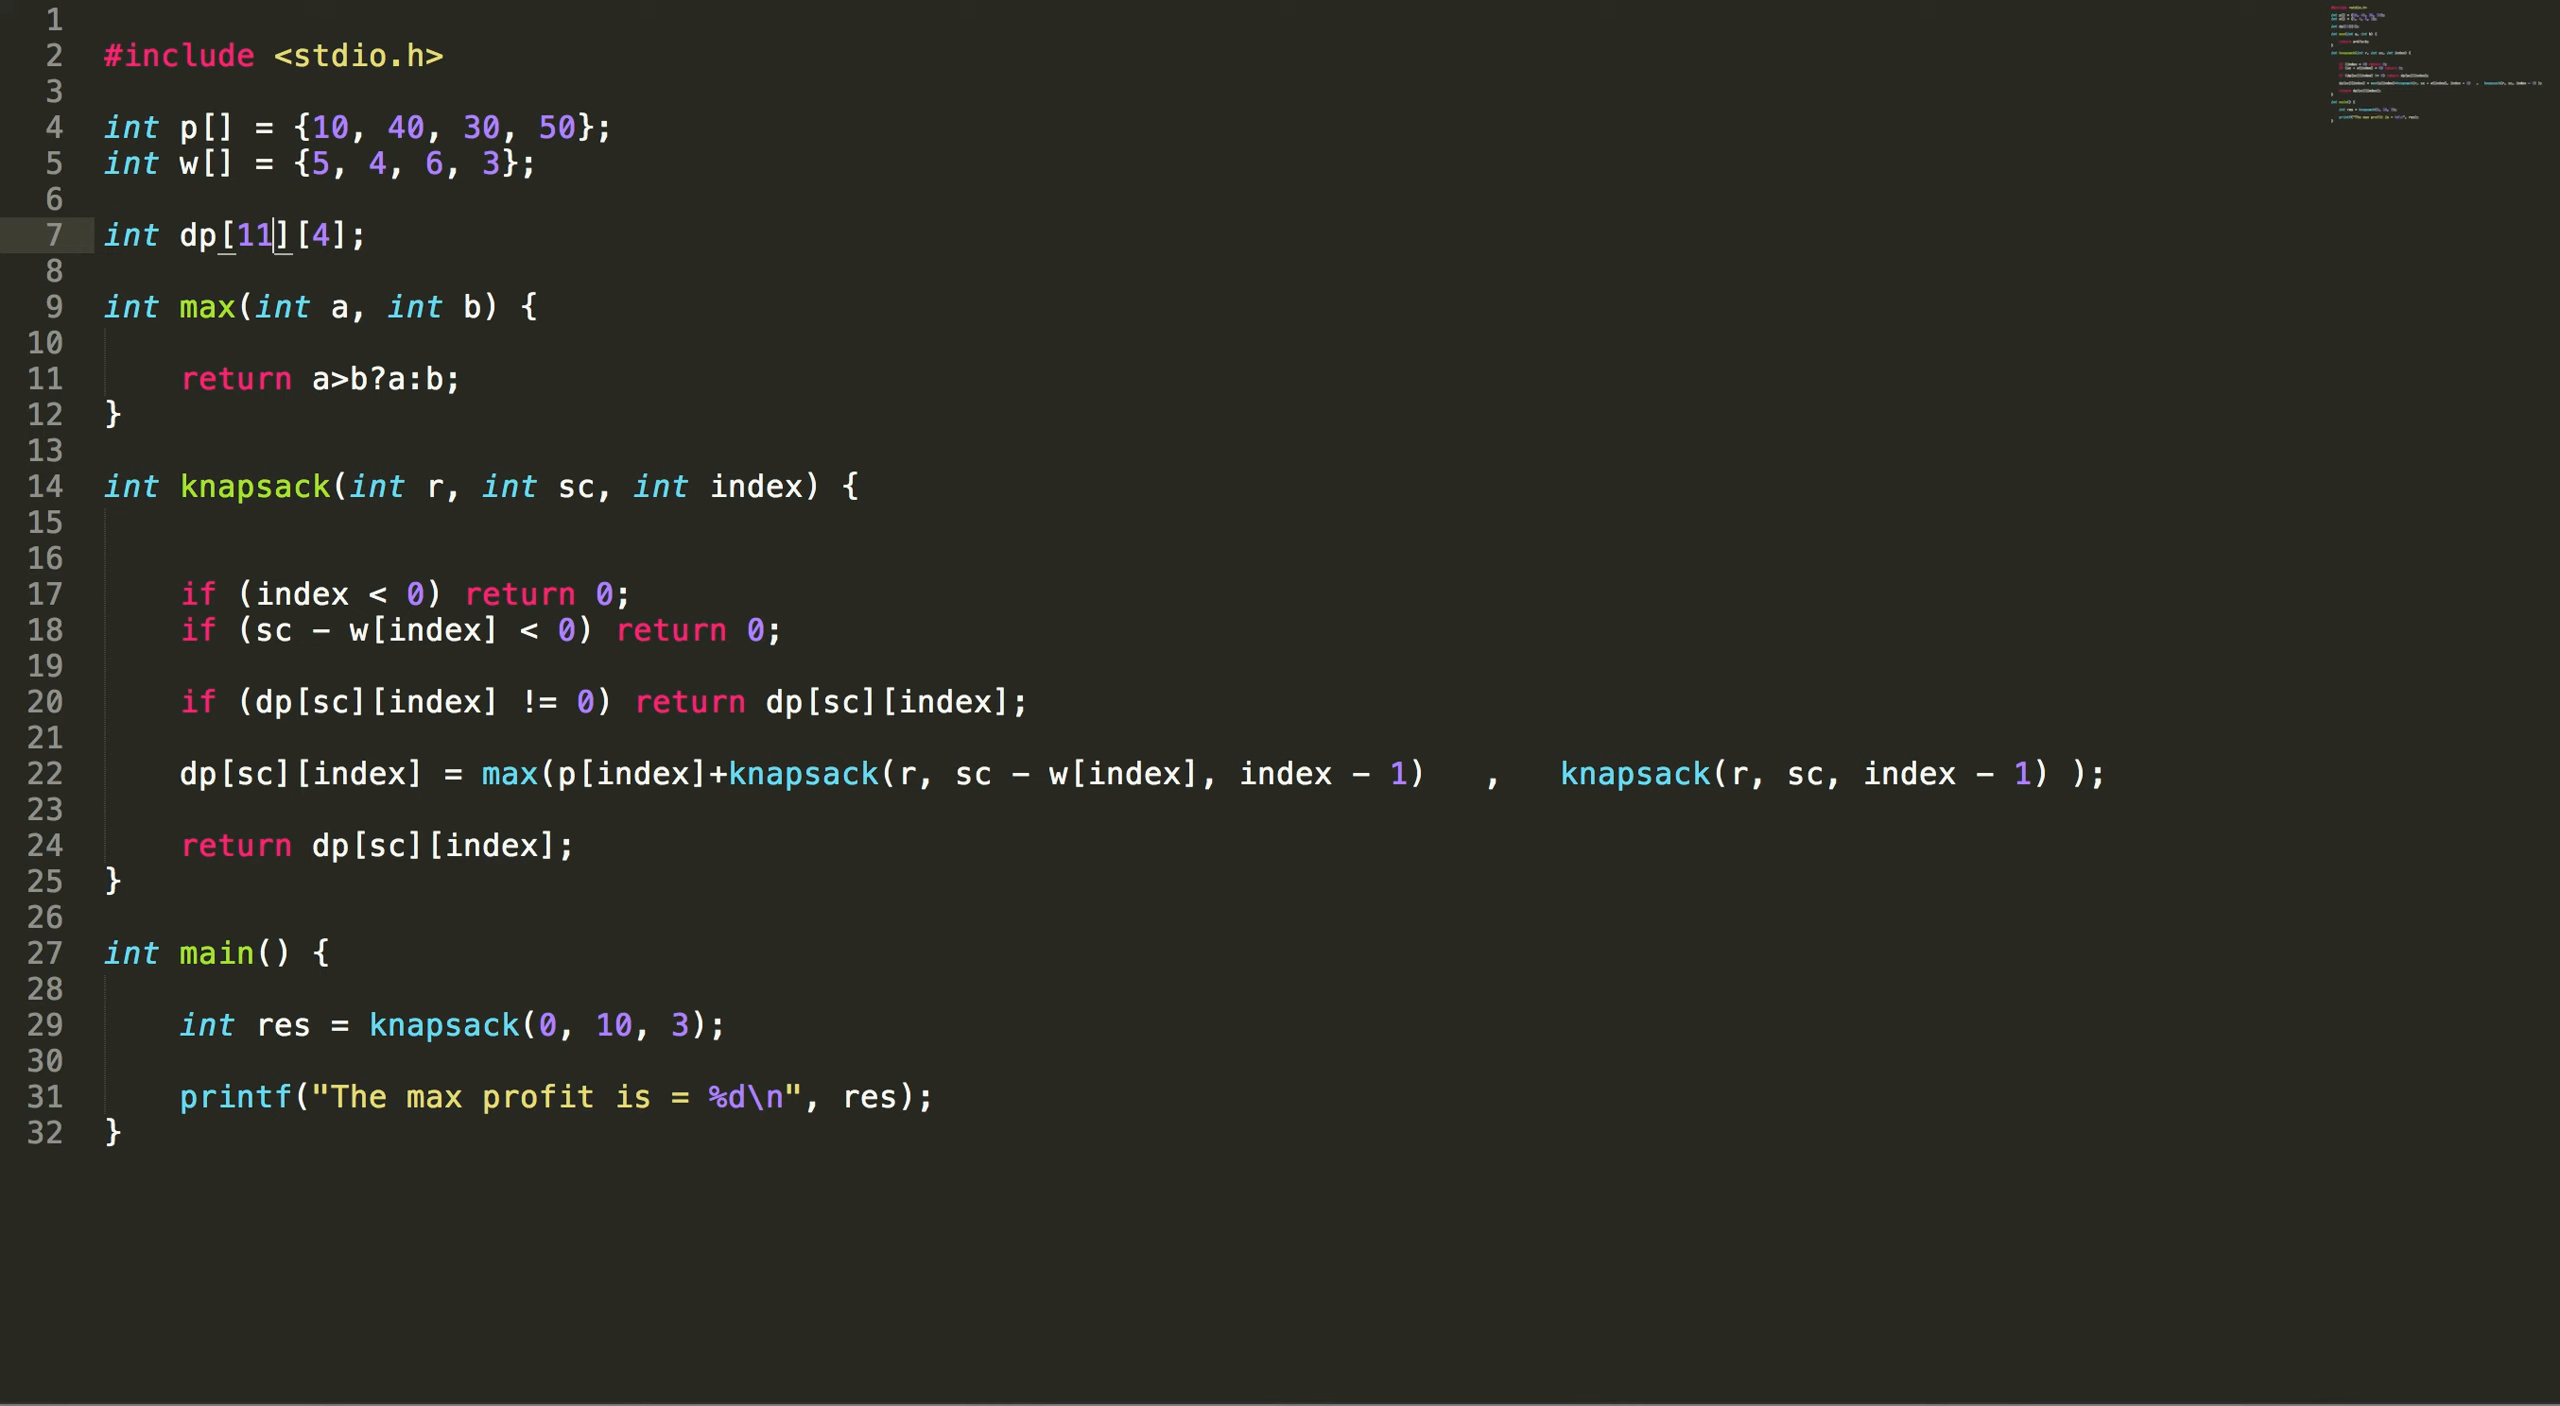 1
2 #include <stdio.h>
3
4 int p[] = {10, 40, 30, 50};
5 int w[] = {5, 4, 6, 3};
6
7 int dp[11][4];
8
9 int max(int a, int b) {
10
11     return a>b?a:b;
12 }
13
14 int knapsack(int r, int sc, int index) {
15
16
17     if (index < 0) return 0;
18     if (sc - w[index] < 0) return 0;
19
20     if (dp[sc][index] != 0) return dp[sc][index];
21
22     dp[sc][index] = max(p[index]+knapsack(r, sc - w[index], index - 1)   ,   knapsack(r, sc, index - 1) );
23
24     return dp[sc][index];
25 }
26
27 int main() {
28
29     int res = knapsack(0, 10, 3);
30
31     printf("The max profit is = %d\n", res);
32 }